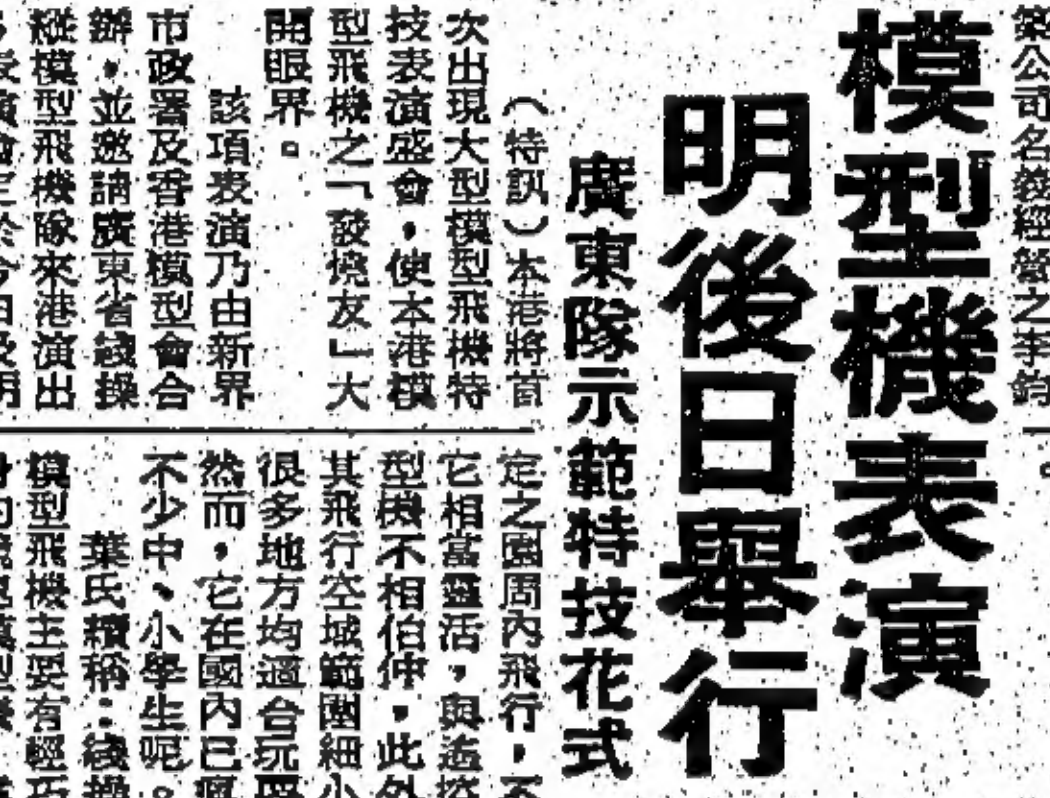 築公司名義經營之李錦
。
模型機表演
明後日舉行
廣東隊示範特技花式
（特訊）本港將首
次出現大型模型飛機特
技表演盛會，使本港模
型飛機之「發燒友」大
開眼界。
該項表演乃由新界
市政署及香港模型會合
辦，並邀請廣東省綫操
縱模型飛機隊來港演出
定之圓周內飛行，不
它相當靈活，與遙控
型機不相伯仲，此外
其飛行空域範圍細小
很多地方均適合玩
然而，它在國內已
不少中、小學生呢。
葉氏續稱：綫操
模型飛機主要有輕巧